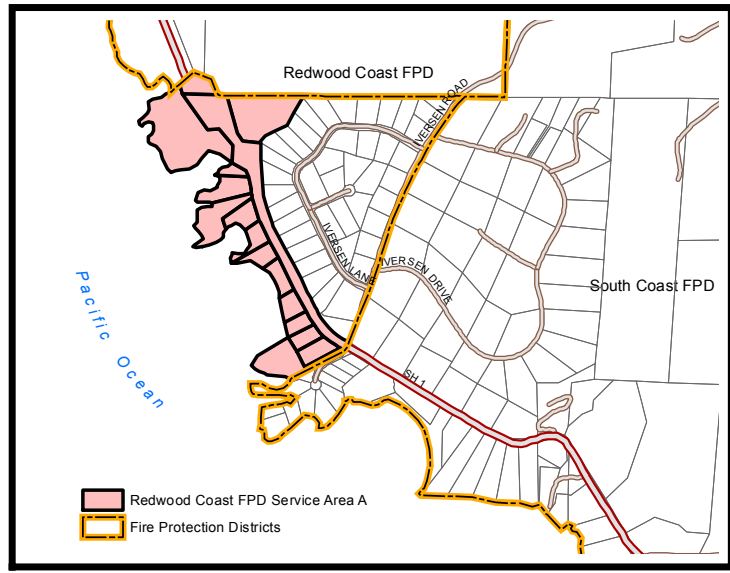 Redwood Coast FPD
IVERSEN ROAD
IVERSEN LANE
IVERSEN DRIVE
South Coast FPD
Pacific Ocean
SH 1
Redwood Coast FPD Service Area A
Fire Protection Districts